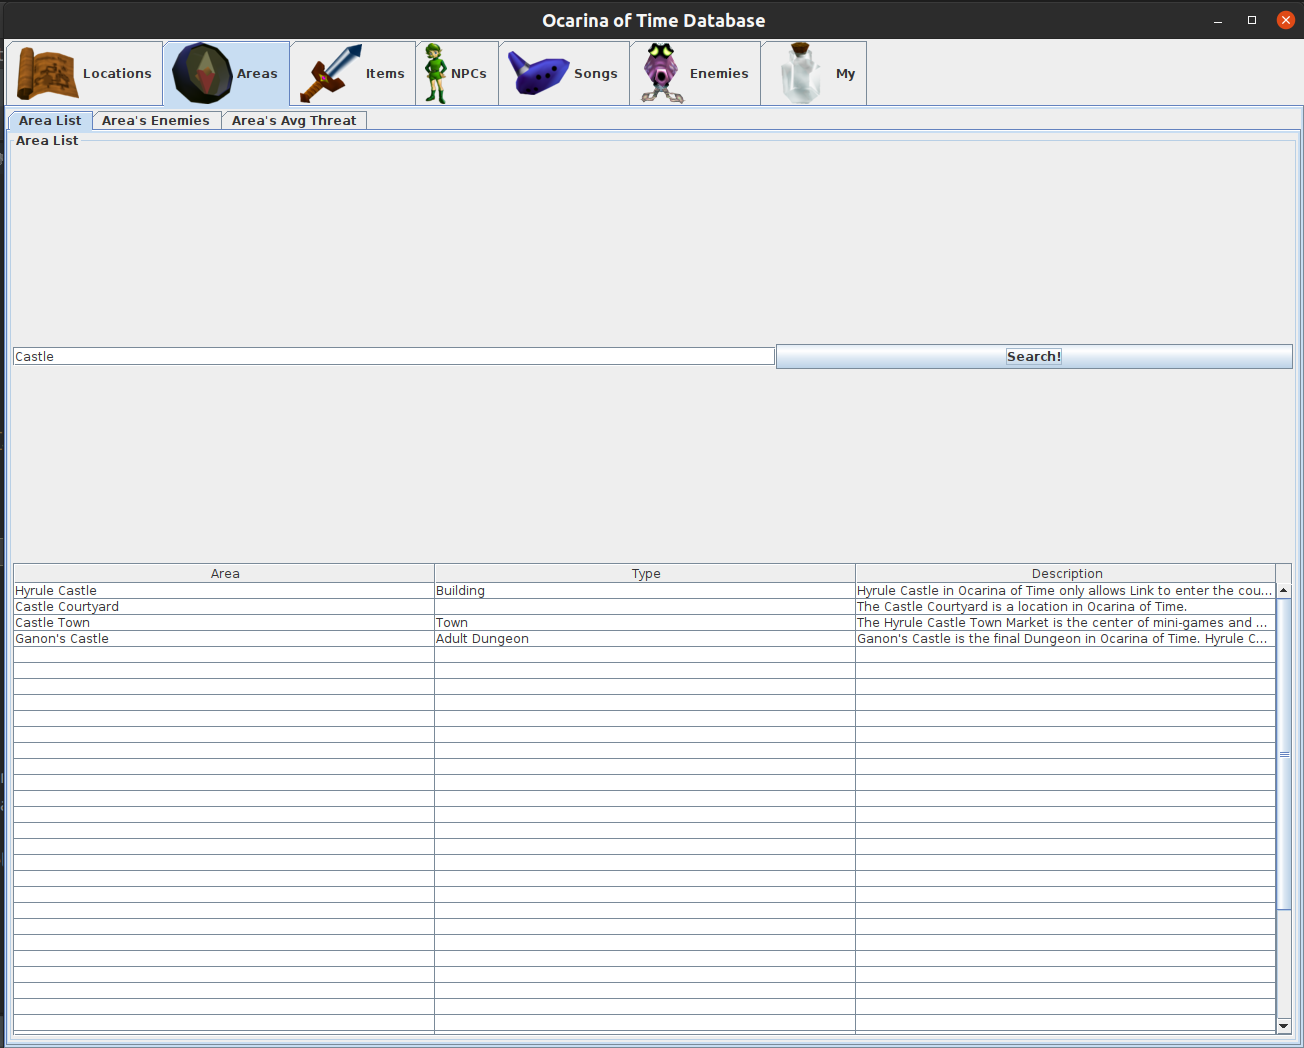 Ocarina of Time Database
Locations Areas Items NPCs Songs Enemies My
Area List Area's Enemies Area's Avg Threat
Area List
Castle Search!
Area Type Description
Hyrule Castle Building Hyrule Castle in Ocarina of Time only allows Link to enter the cou...
Castle Courtyard The Castle Courtyard is a location in Ocarina of Time.
Castle Town Town The Hyrule Castle Town Market is the center of mini-games and ...
Ganon's Castle Adult Dungeon Ganon's Castle is the final Dungeon in Ocarina of Time. Hyrule C...